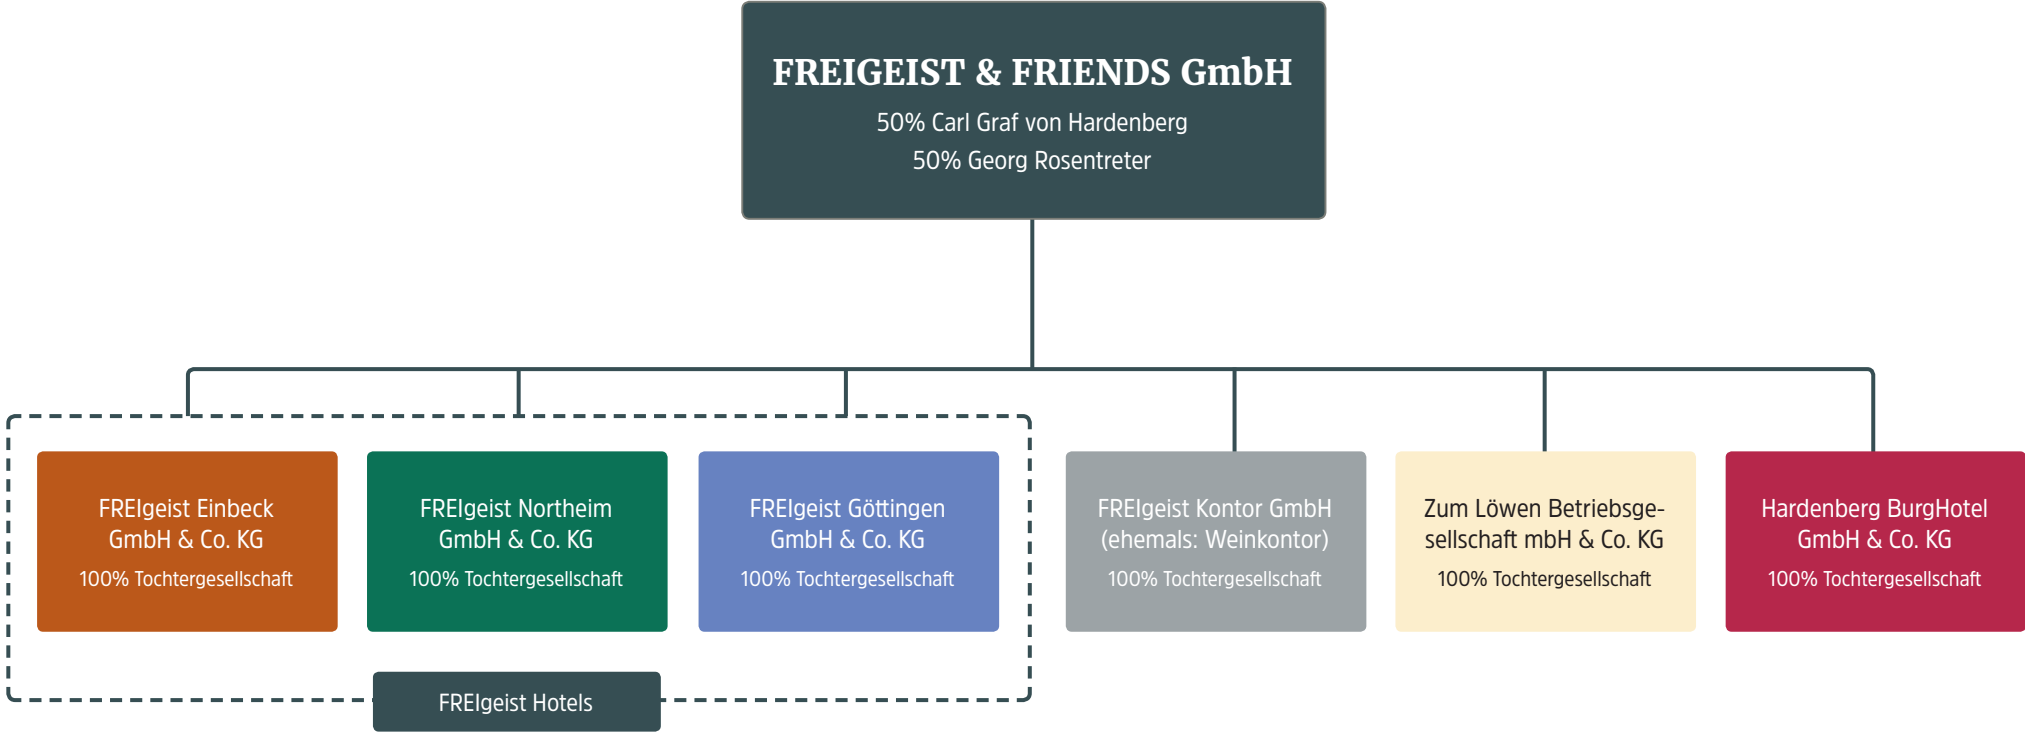 FREIGEIST & FRIENDS GmbH
50% Carl Graf von Hardenberg
50% Georg Rosentreter
FREIgeist Einbeck
GmbH & Co. KG
100% Tochtergesellschaft
FREIgeist Northeim
GmbH & Co. KG
100% Tochtergesellschaft
FREIgeist Göttingen
GmbH & Co. KG
100% Tochtergesellschaft
FREIgeist Kontor GmbH
(ehemals: Weinkontor)
100% Tochtergesellschaft
Zum Löwen Betriebsge-
sellschaft mbH & Co. KG
100% Tochtergesellschaft
Hardenberg BurgHotel
GmbH & Co. KG
100% Tochtergesellschaft
FREIgeist Hotels